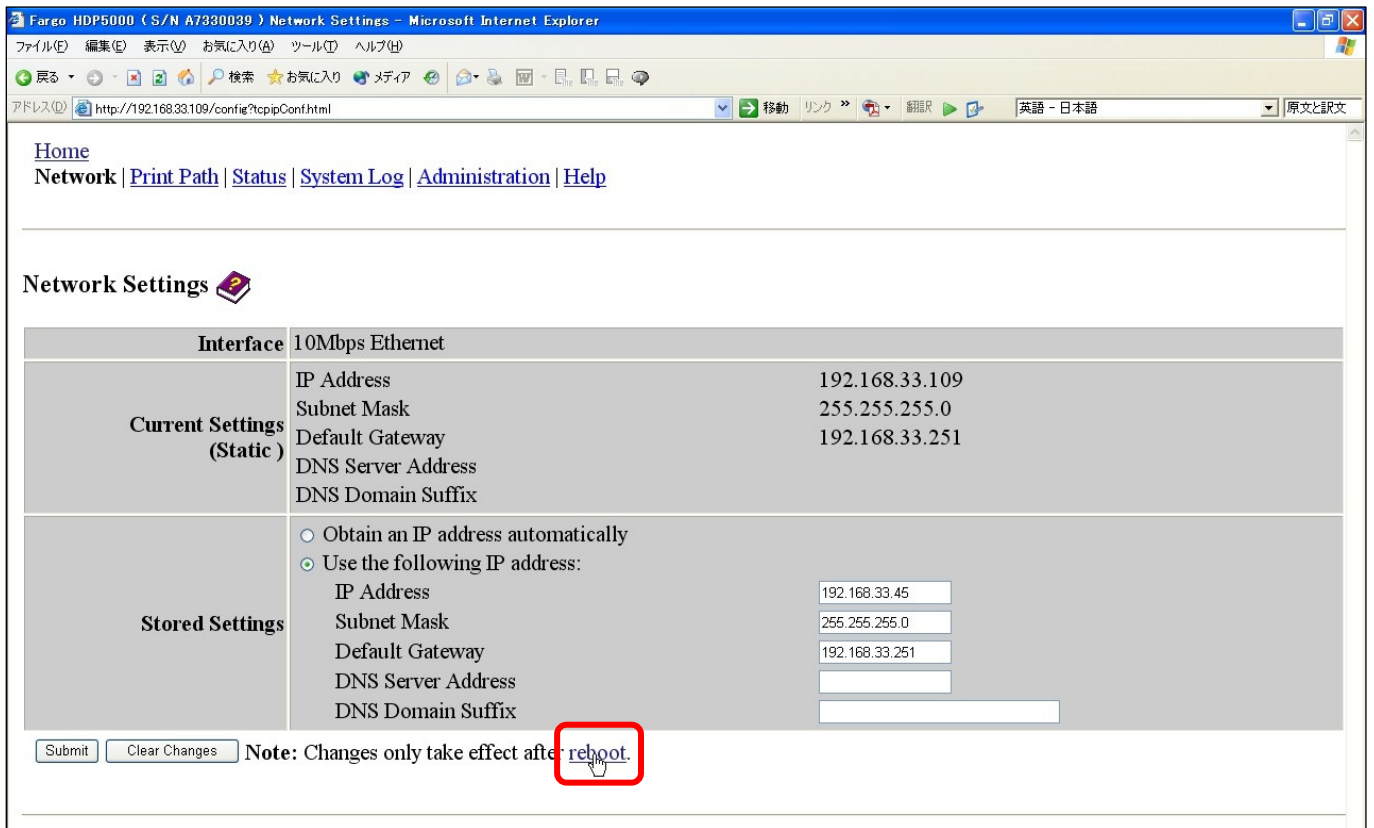 Fargo HDP5000 ( S/N A7330039 ) Network Settings - Microsoft Internet Explorer
ファイル(F) 編集(E) 表示(V) お気に入り(A) ツール(T) ヘルプ(H)
戻る 検索 お気に入り メディア
アドレス(D) http://192.168.33.109/config?tcpipConf.html 移動 リンク » 翻訳 英語 - 日本語 原文と訳文
Home
Network | Print Path | Status | System Log | Administration | Help
Network Settings
Interface 10Mbps Ethernet
Current Settings (Static )
IP Address 192.168.33.109
Subnet Mask 255.255.255.0
Default Gateway 192.168.33.251
DNS Server Address
DNS Domain Suffix
Stored Settings
Obtain an IP address automatically
Use the following IP address:
IP Address 192.168.33.45
Subnet Mask 255.255.255.0
Default Gateway 192.168.33.251
DNS Server Address
DNS Domain Suffix
Submit Clear Changes Note: Changes only take effect after reboot.